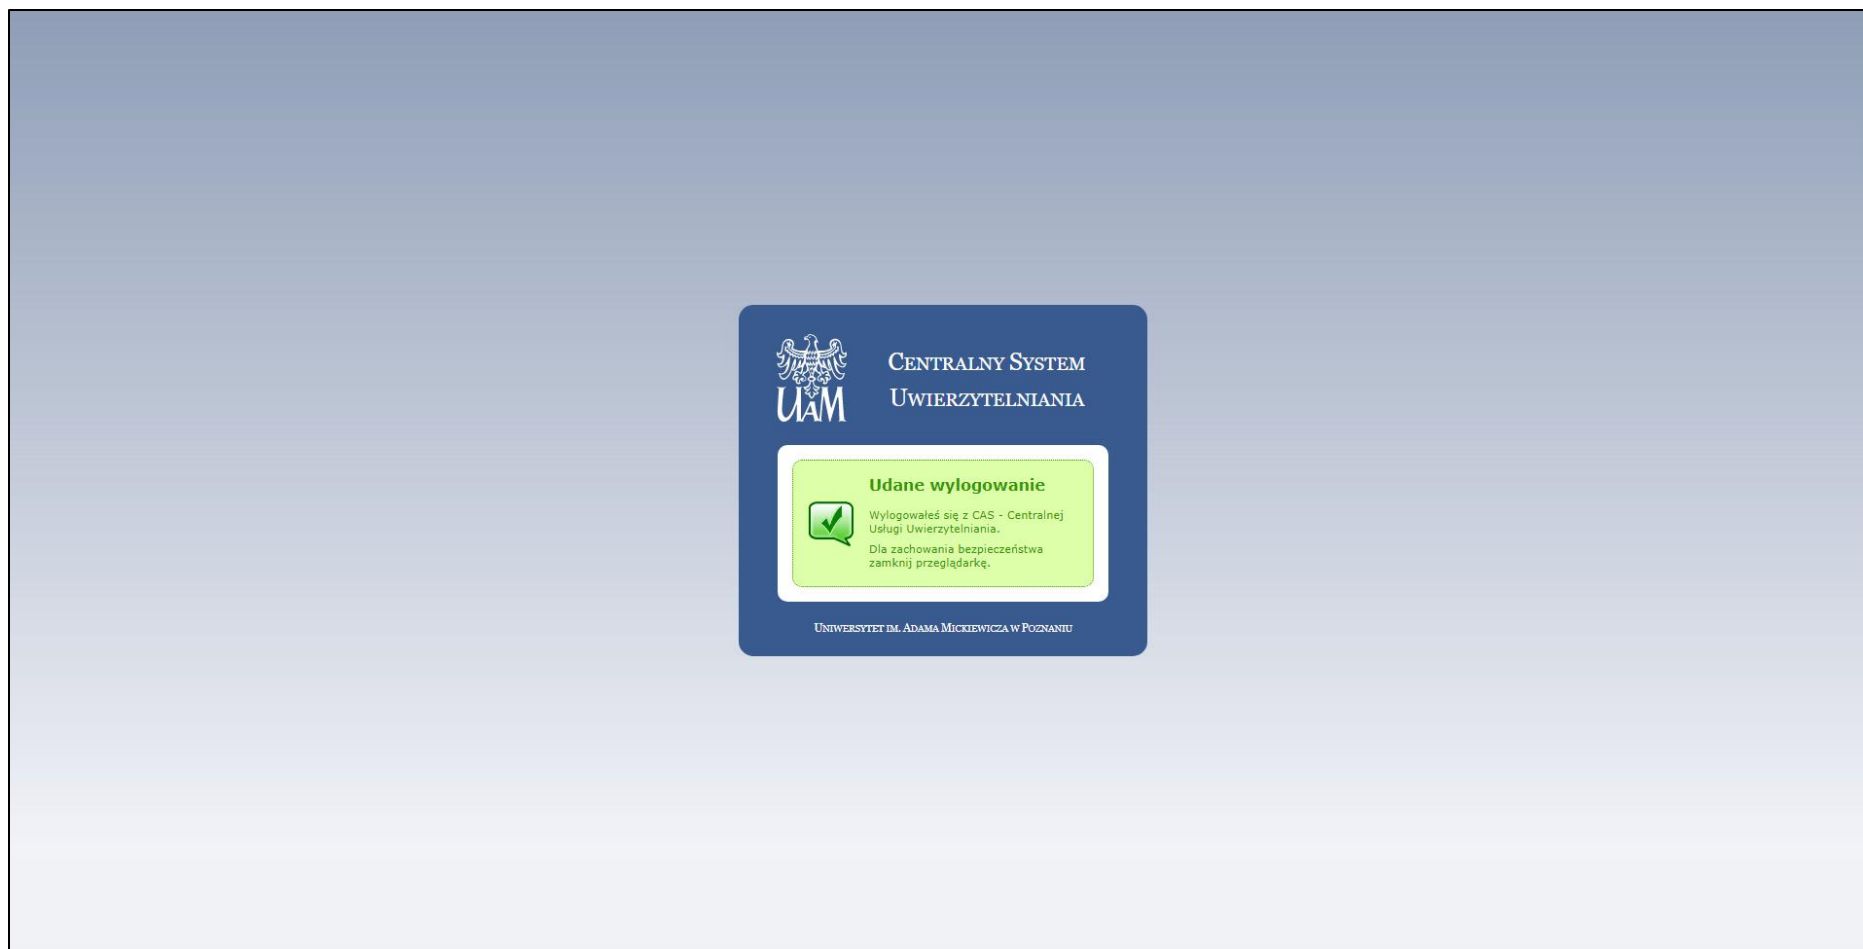 UAM
Centralny System
Uwierzytelniania
Udane wylogowanie
Wylogowałeś się z CAS - Centralnej
Usługi Uwierzytelniania.
Dla zachowania bezpieczeństwa
zamknij przeglądarkę.
Uniwersytet im. Adama Mickiewicza w Poznaniu